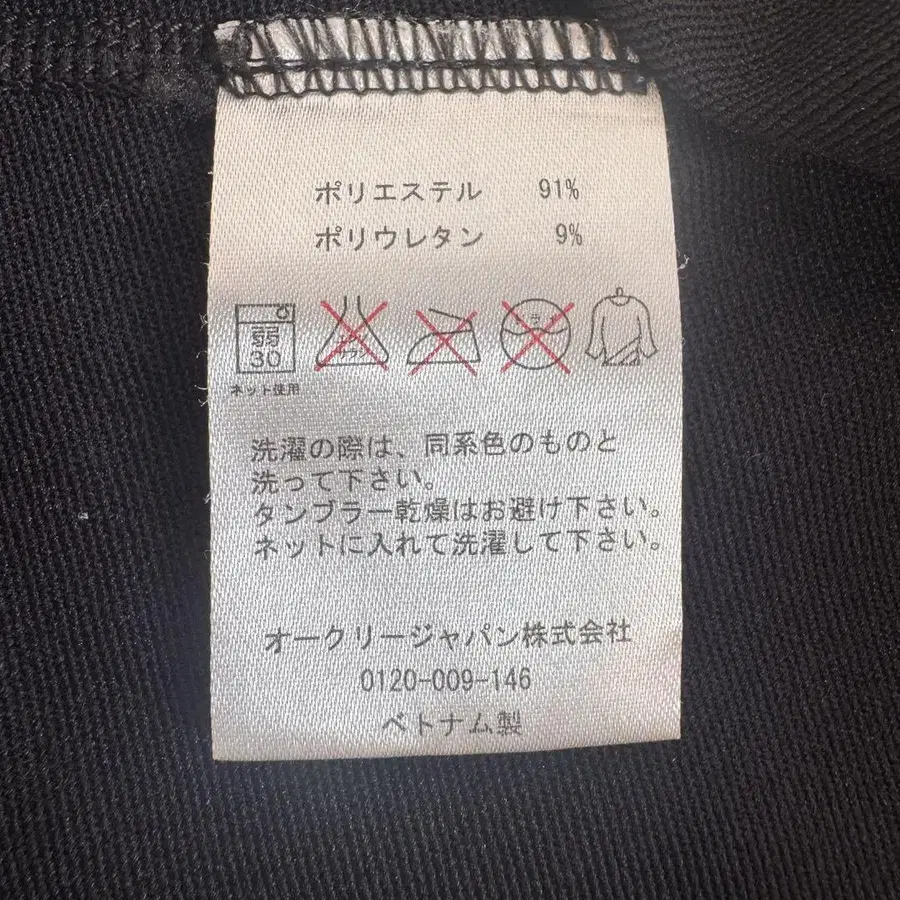 ポリエステル 91%
ポリウレタン 9%
弱
30
ネット使用
サラシ
洗濯の際は、同系色のものと
洗って下さい。
タンブラー乾燥はお避け下さい。
ネットに入れて洗濯して下さい。
オークリージャパン株式会社
0120-009-146
ベトナム製